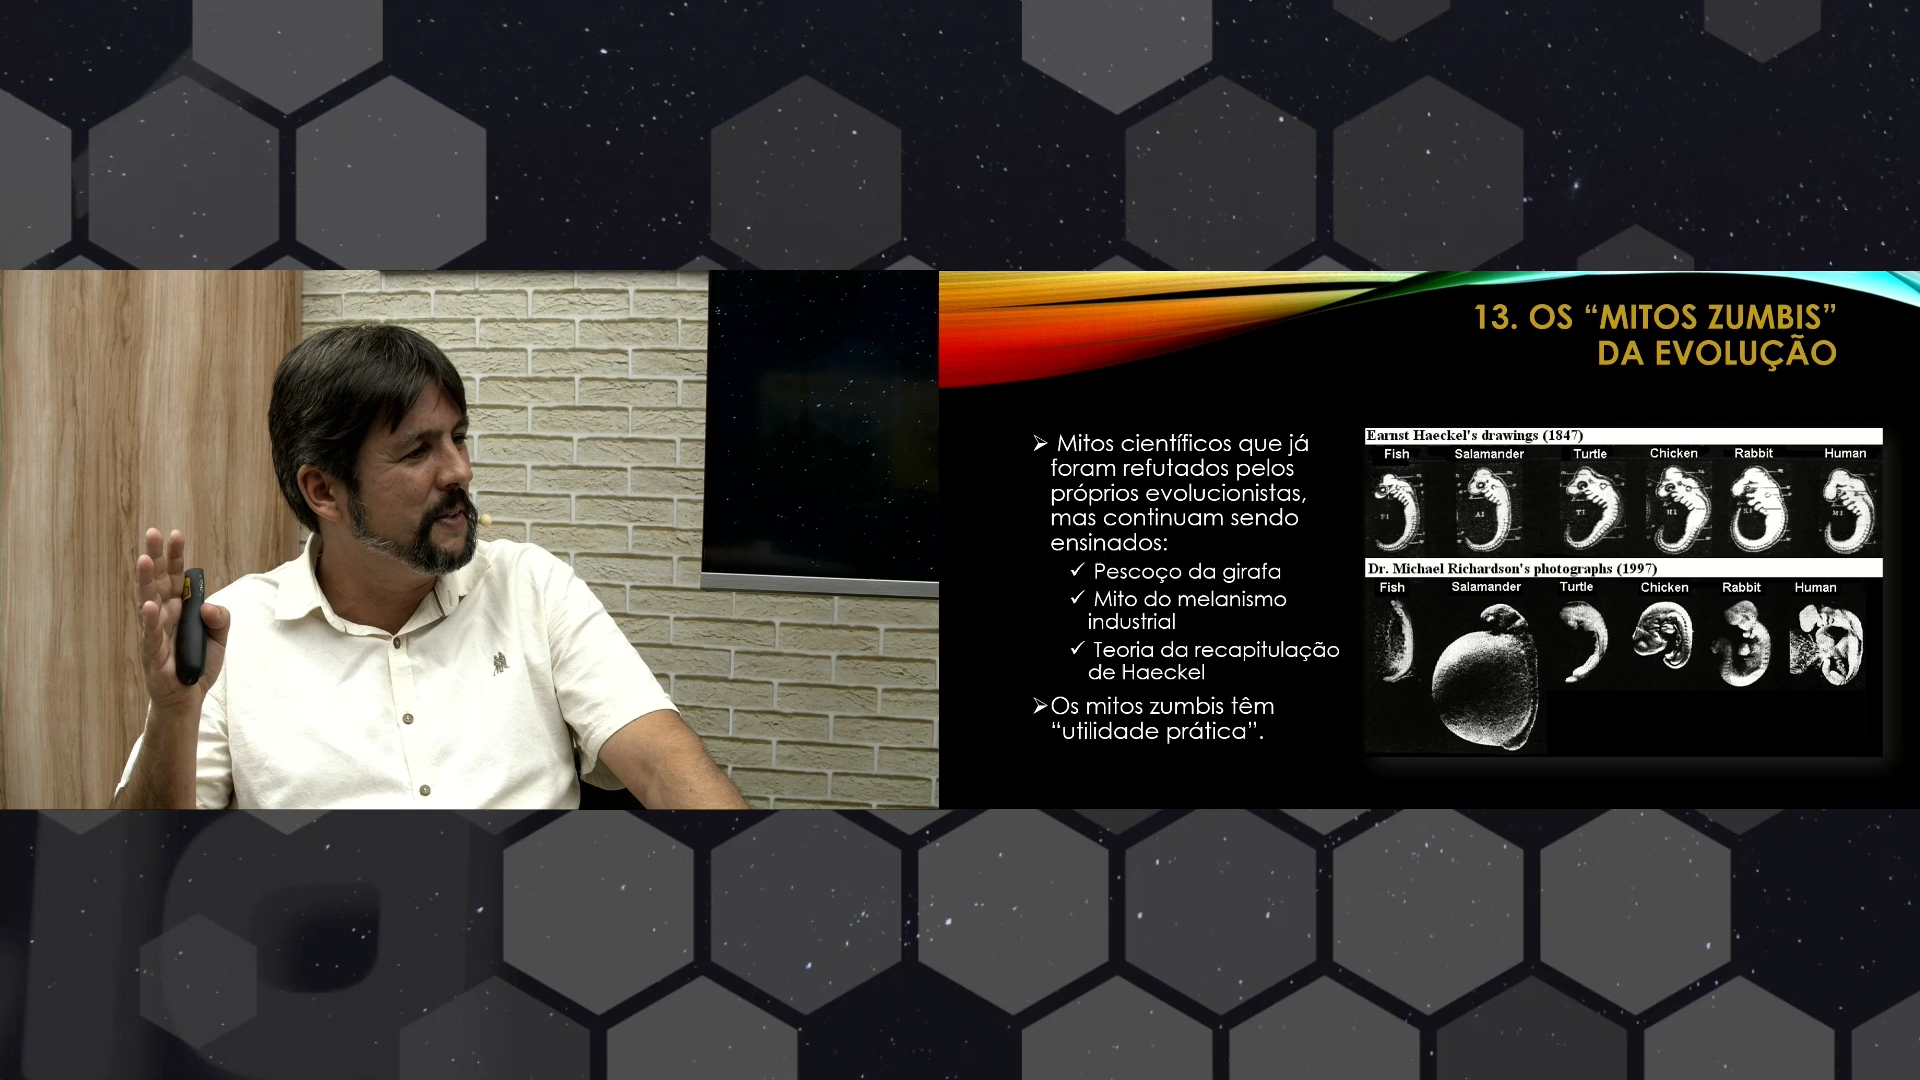 13. OS “MITOS ZUMBIS”
DA EVOLUÇÃO
➢ Mitos científicos que já
foram refutados pelos
próprios evolucionistas,
mas continuam sendo
ensinados:
✓ Pescoço da girafa
✓ Mito do melanismo
industrial
✓ Teoria da recapitulação
de Haeckel
➢Os mitos zumbis têm
“utilidade prática”.
Earnst Haeckel's drawings (1847)
Fish Salamander Turtle Chicken Rabbit Human
Dr. Michael Richardson's photographs (1997)
Fish Salamander Turtle Chicken Rabbit Human